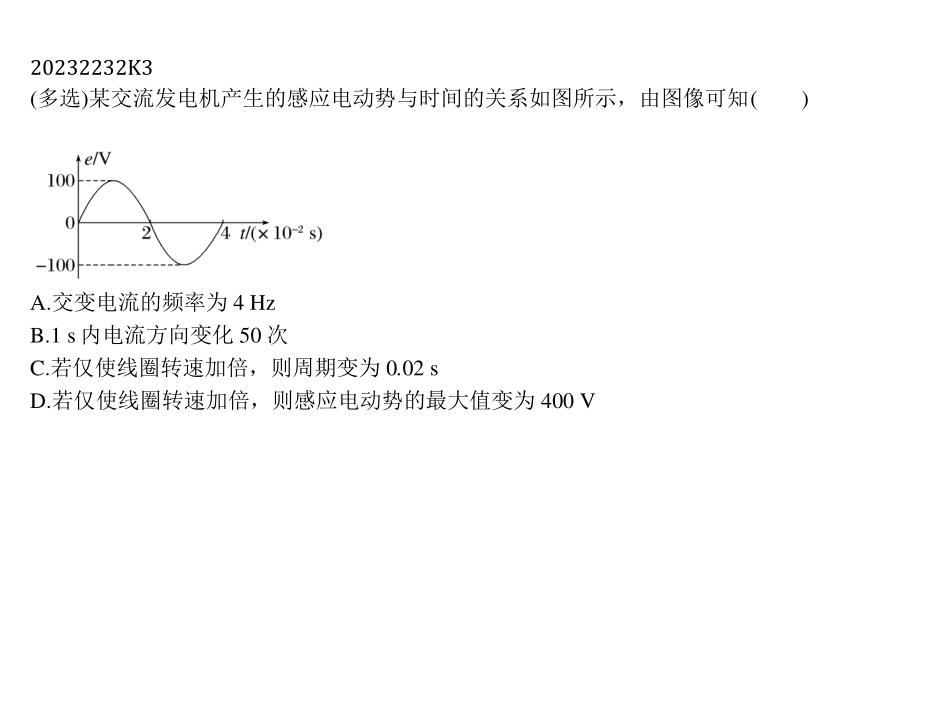 20232232K3
(多选)某交流发电机产生的感应电动势与时间的关系如图所示，由图像可知(　　)
e/V
100
0
2
4
t/(× 10⁻² s)
−100
A.交变电流的频率为 4 Hz
B.1 s 内电流方向变化 50 次
C.若仅使线圈转速加倍，则周期变为 0.02 s
D.若仅使线圈转速加倍，则感应电动势的最大值变为 400 V